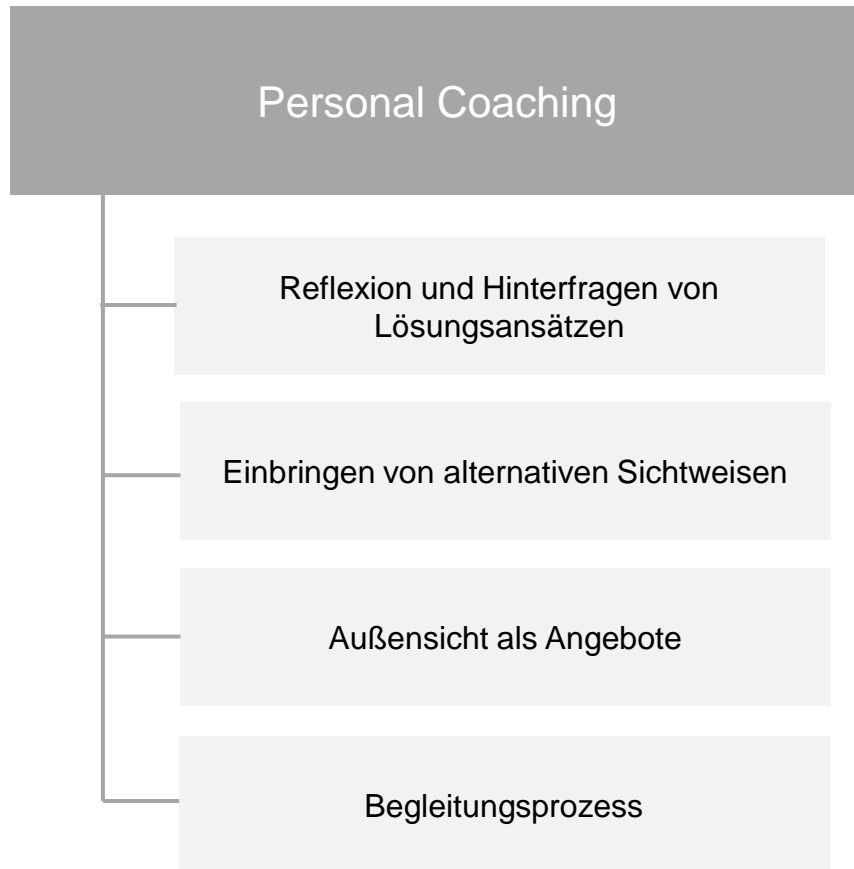 Personal Coaching
Reflexion und Hinterfragen von
Lösungsansätzen
Einbringen von alternativen Sichtweisen
Außensicht als Angebote
Begleitungsprozess